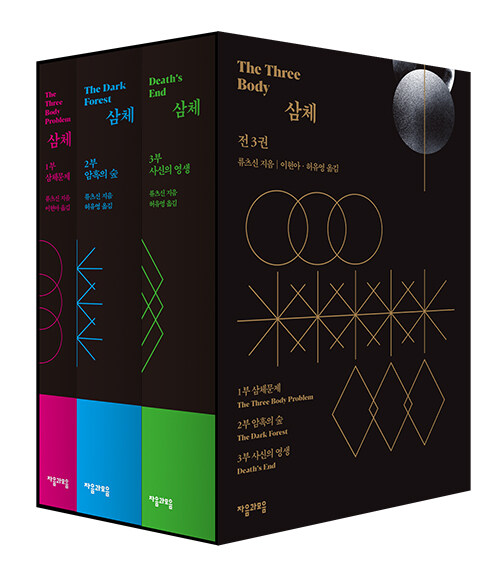 The
Three
Body
Problem
삼체
1부
삼체문제
류츠신 지음
이현아 옮김
자음과모음
The Dark
Forest
삼체
2부
암흑의 숲
류츠신 지음
허유영 옮김
자음과모음
Death's
End
삼체
3부
사신의 영생
류츠신 지음
허유영 옮김
자음과모음
The Three
Body
삼체
전 3권
류츠신 지음 | 이현아 · 허유영 옮김
1부 삼체문제
The Three Body Problem
2부 암흑의 숲
The Dark Forest
3부 사신의 영생
Death's End
자음과모음